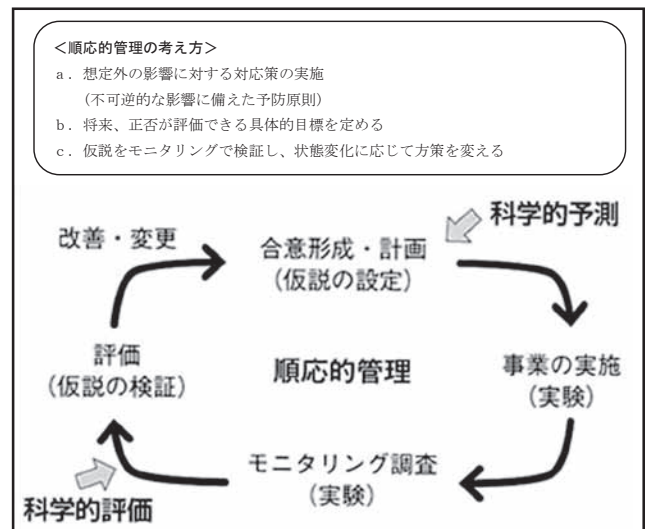 <順応的管理の考え方>
a．想定外の影響に対する対応策の実施
(不可逆的な影響に備えた予防原則)
b．将来、正否が評価できる具体的目標を定める
c．仮説をモニタリングで検証し、状態変化に応じて方策を変える
科学的予測
改善・変更
合意形成・計画
(仮説の設定)
評価
(仮説の検証)
順応的管理
事業の実施
(実験)
モニタリング調査
(実験)
科学的評価